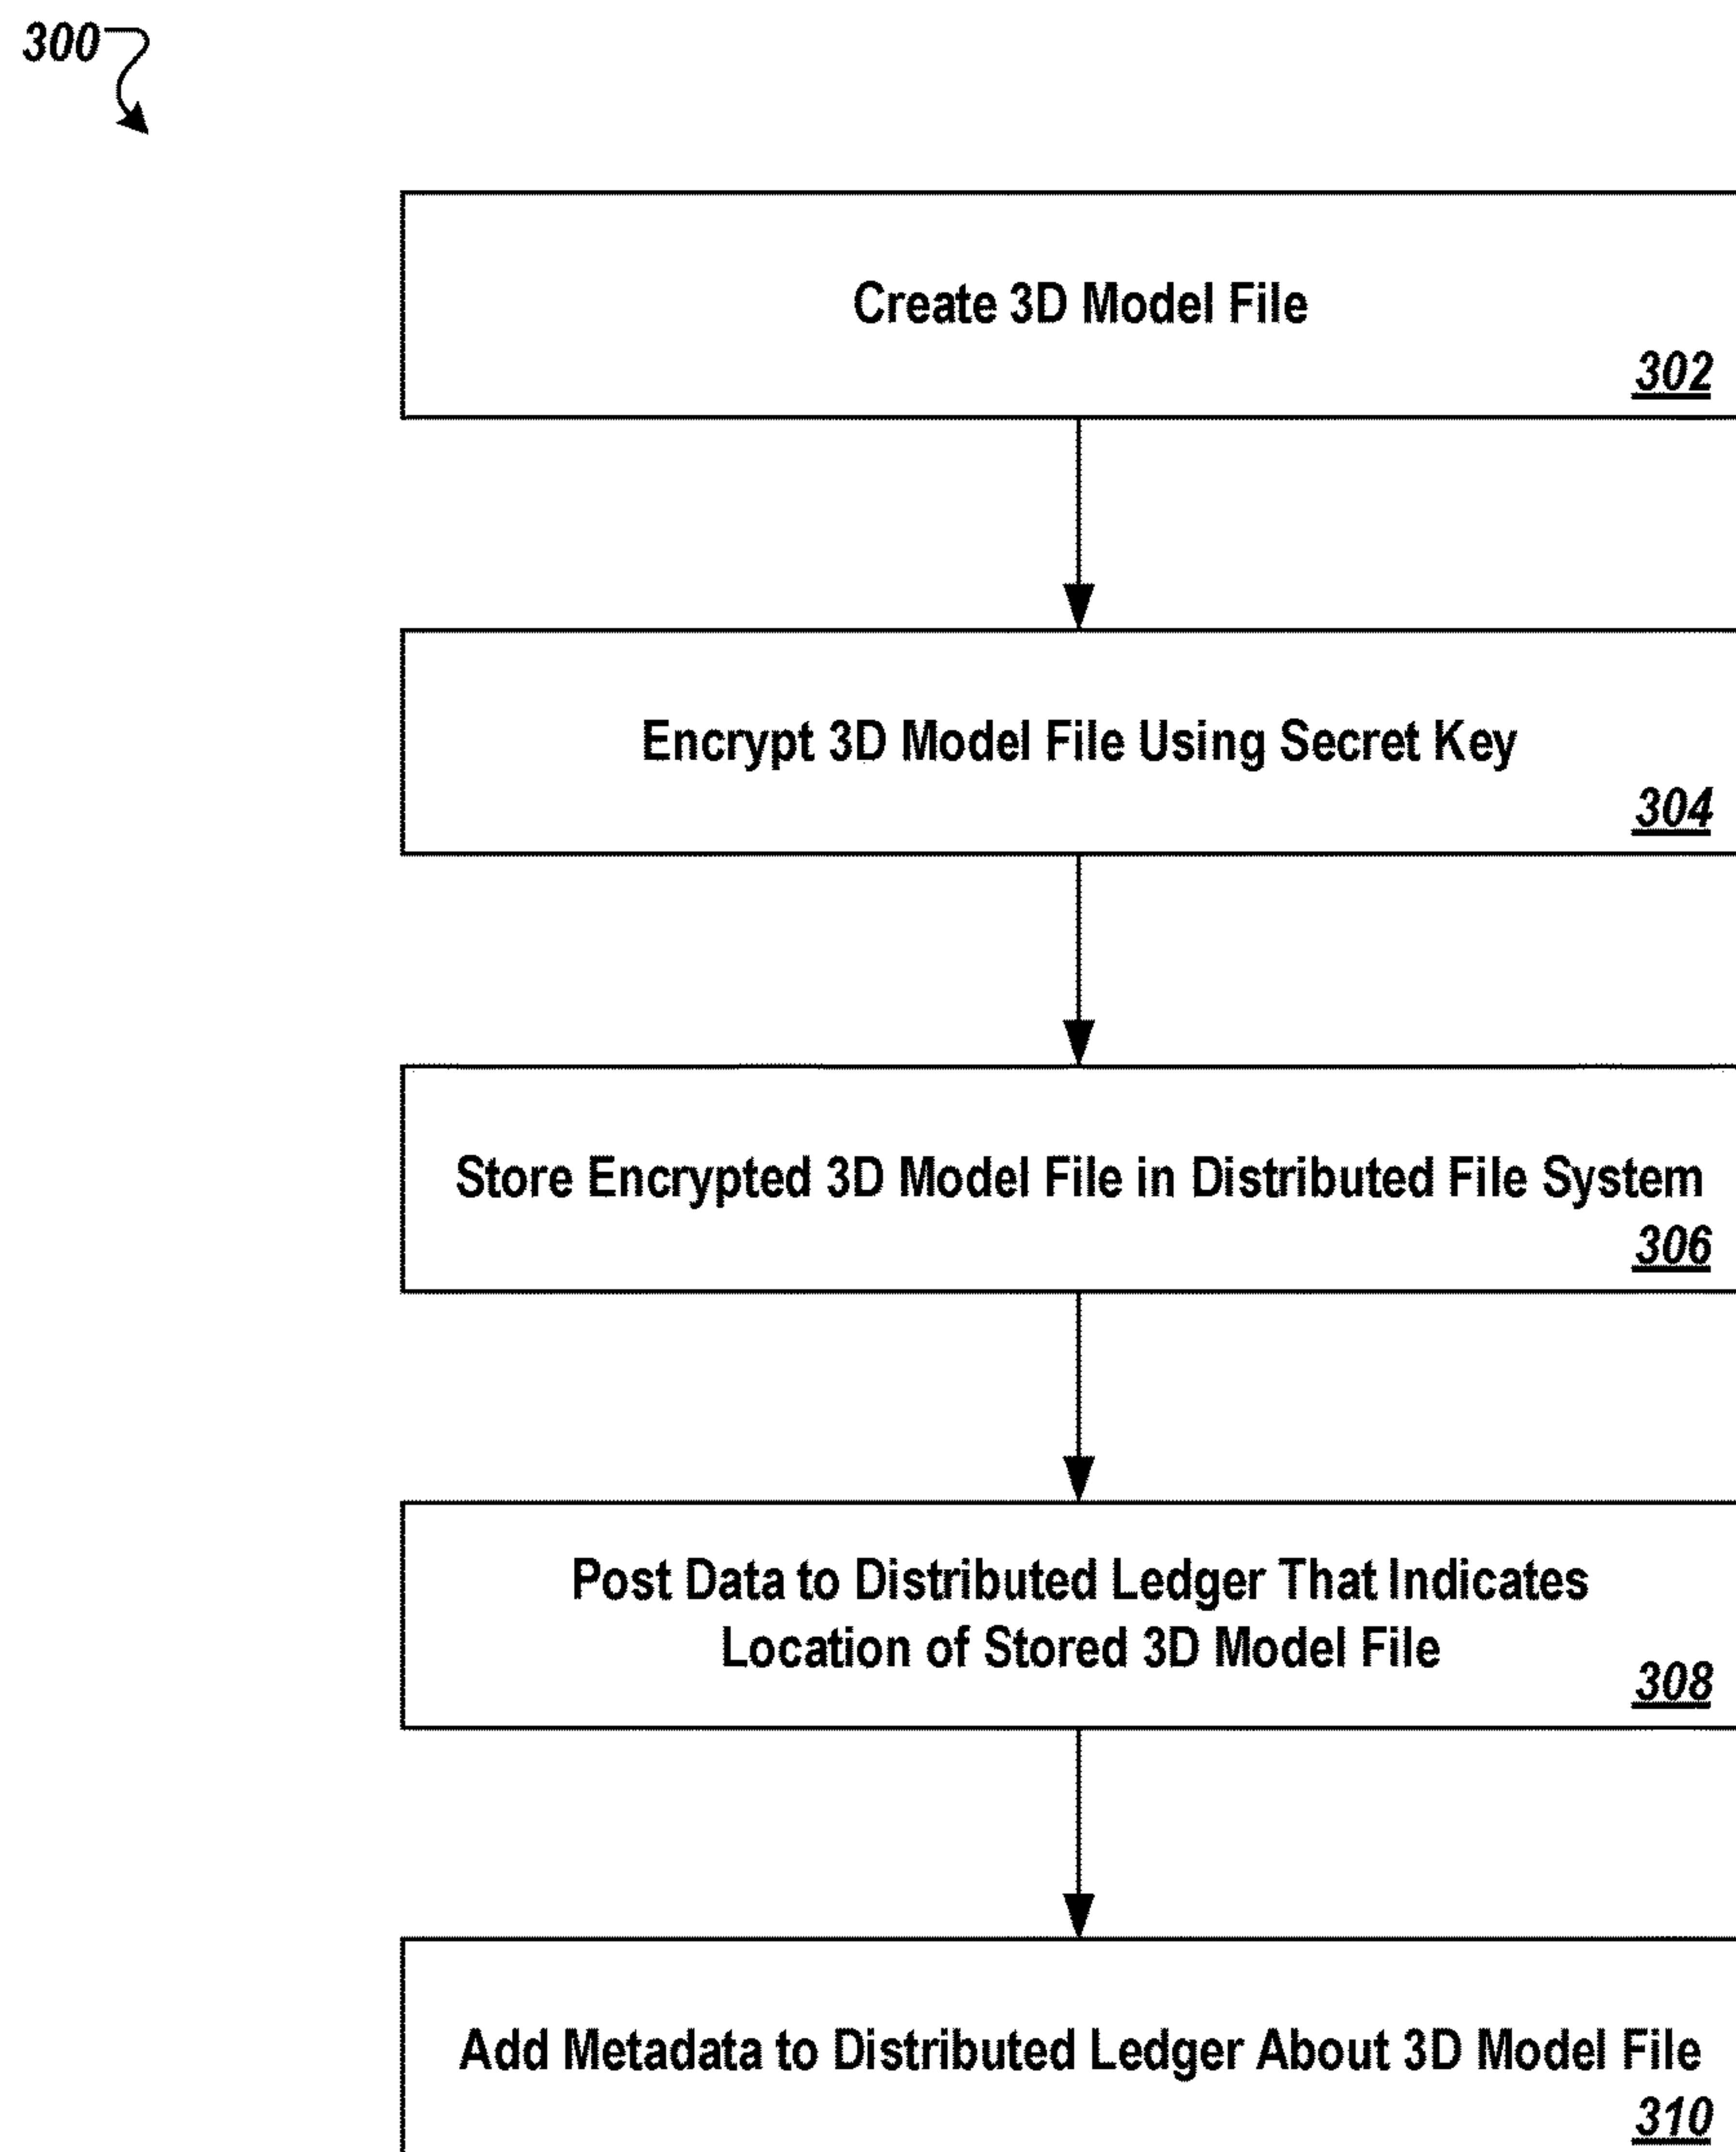 300
Create 3D Model File
302
Encrypt 3D Model File Using Secret Key
304
Store Encrypted 3D Model File in Distributed File System
306
Post Data to Distributed Ledger That Indicates
Location of Stored 3D Model File
308
Add Metadata to Distributed Ledger About 3D Model File
310